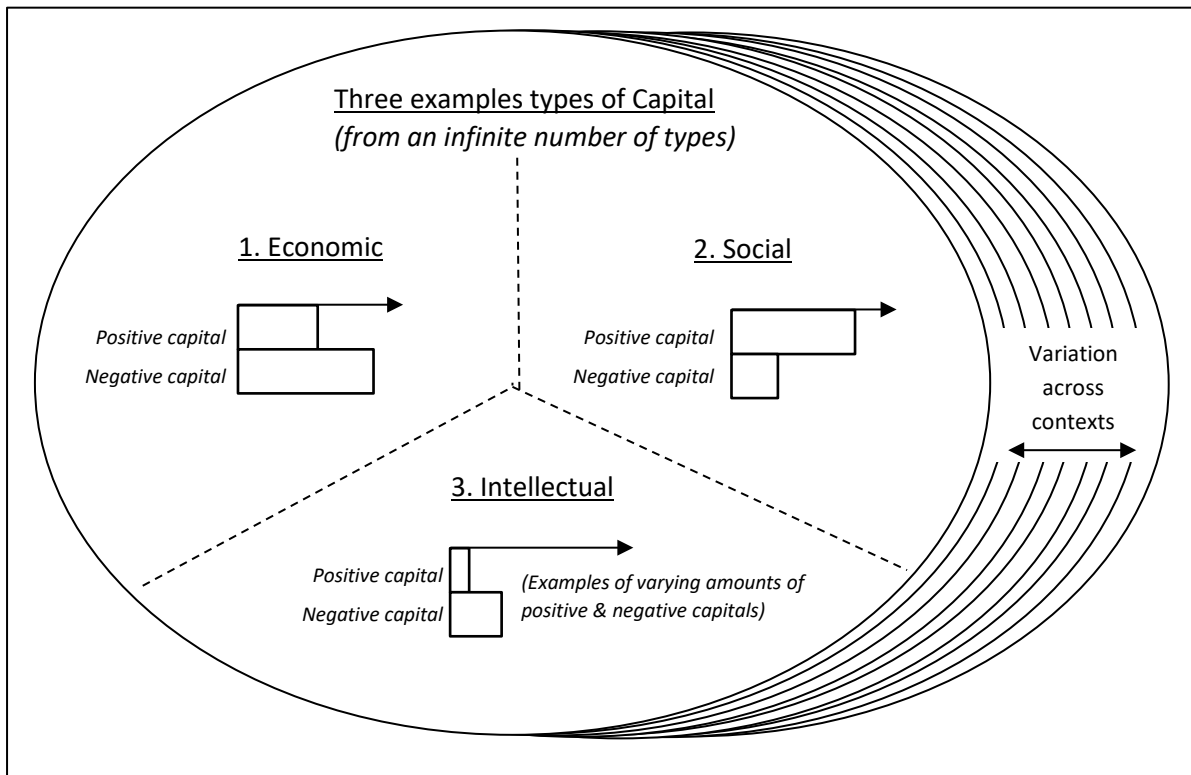 Three examples types of Capital
(from an infinite number of types)
1. Economic
Positive capital
Negative capital
2. Social
Positive capital
Negative capital
Variation
across
contexts
3. Intellectual
Positive capital
Negative capital
(Examples of varying amounts of
positive & negative capitals)